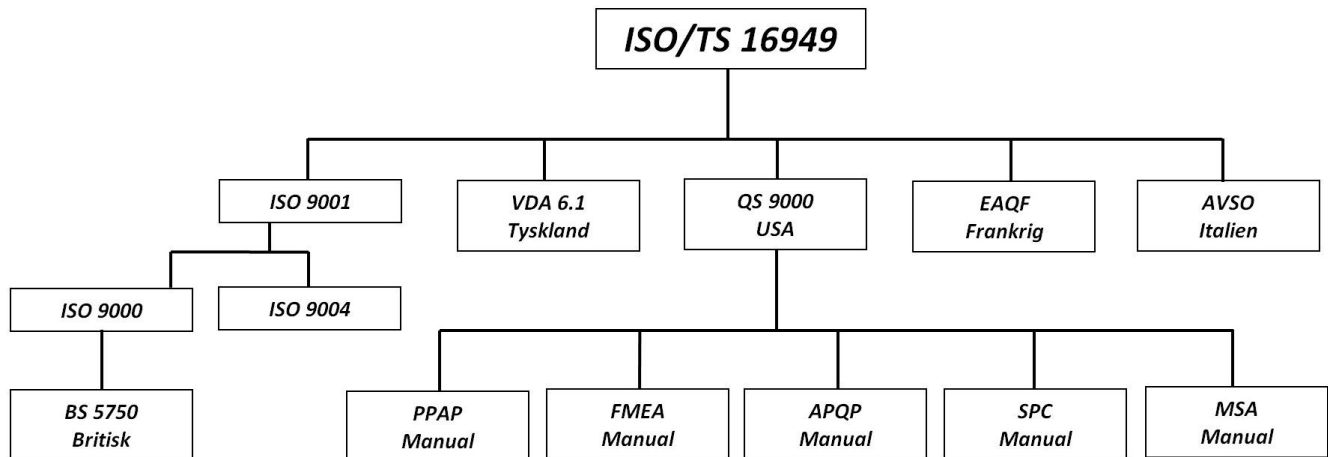 ISO/TS 16949
ISO 9001
VDA 6.1
Tyskland
QS 9000
USA
EAQF
Frankrig
AVSO
Italien
ISO 9000
ISO 9004
BS 5750
Britisk
PPAP
Manual
FMEA
Manual
APQP
Manual
SPC
Manual
MSA
Manual